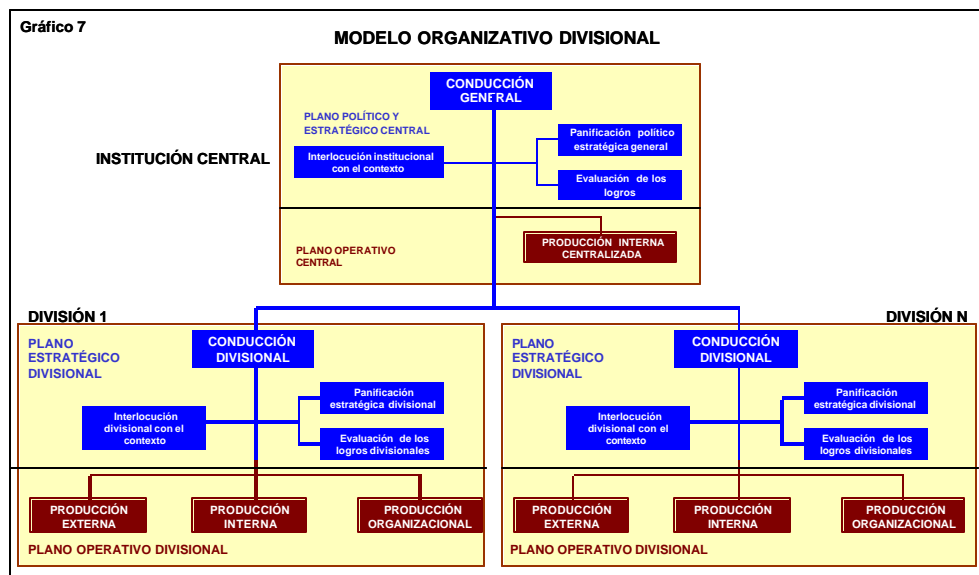 Gráfico 7
MODELO ORGANIZATIVO DIVISIONAL
CONDUCCIÓN
GENERAL
PLANO POLÍTICO Y
ESTRATÉGICO CENTRAL
INSTITUCIÓN CENTRAL
Interlocución institucional
con el contexto
Panificación político
estratégica general
Evaluación de los
logros
PLANO OPERATIVO
CENTRAL
PRODUCCIÓN INTERNA
CENTRALIZADA
DIVISIÓN 1
PLANO
ESTRATÉGICO
DIVISIONAL
CONDUCCIÓN
DIVISIONAL
Interlocución
divisional con el
contexto
Panificación
estratégica divisional
Evaluación de los
logros divisionales
PRODUCCIÓN
EXTERNA
PRODUCCIÓN
INTERNA
PRODUCCIÓN
ORGANIZACIONAL
PLANO OPERATIVO DIVISIONAL
DIVISIÓN N
PLANO
ESTRATÉGICO
DIVISIONAL
CONDUCCIÓN
DIVISIONAL
Interlocución
divisional con el
contexto
Panificación
estratégica divisional
Evaluación de los
logros divisionales
PRODUCCIÓN
EXTERNA
PRODUCCIÓN
INTERNA
PRODUCCIÓN
ORGANIZACIONAL
PLANO OPERATIVO DIVISIONAL